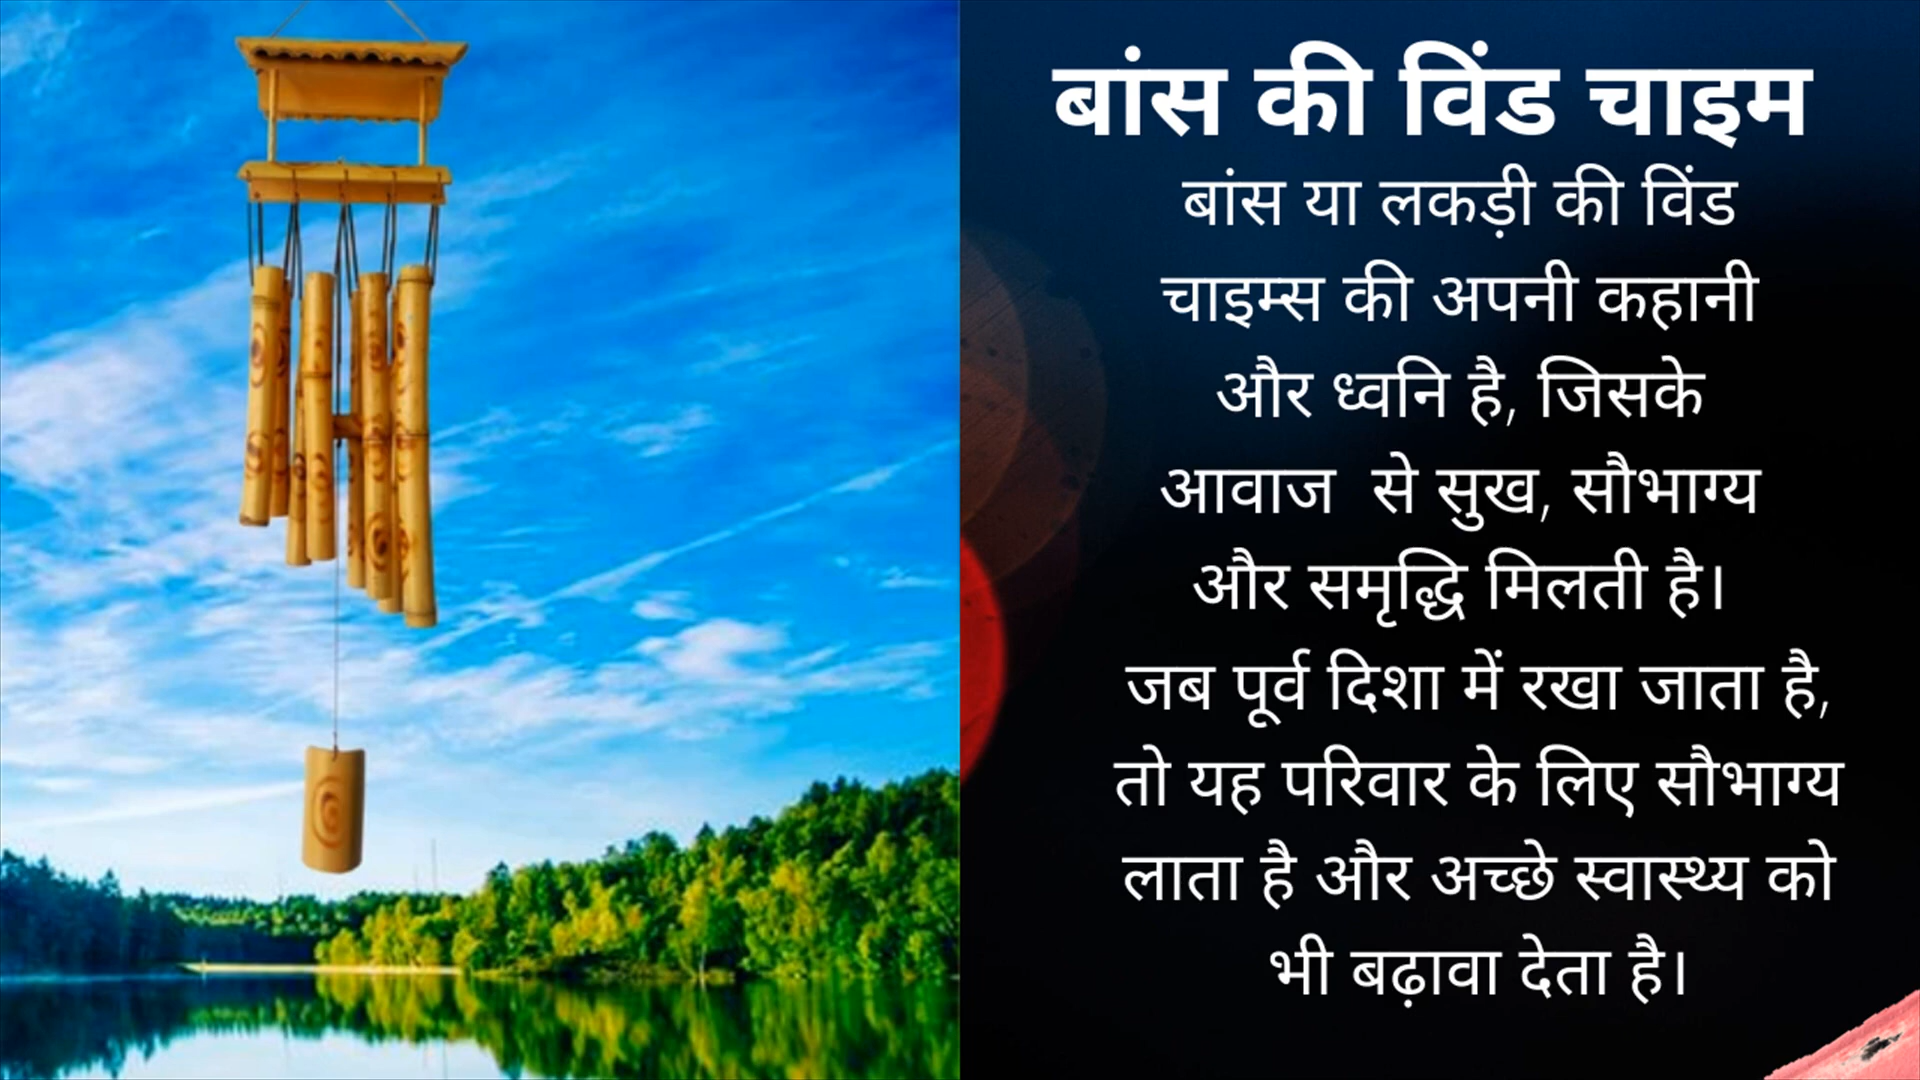 बांस की विंड चाइम
बांस या लकड़ी की विंड
चाइम्स की अपनी कहानी
और ध्वनि है, जिसके
आवाज  से सुख, सौभाग्य
और समृद्धि मिलती है।
जब पूर्व दिशा में रखा जाता है,
तो यह परिवार के लिए सौभाग्य
लाता है और अच्छे स्वास्थ्य को
भी बढ़ावा देता है।